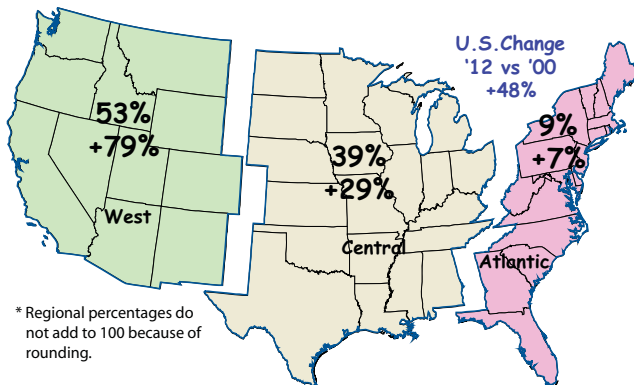 U.S.Change
'12 vs '00
+48%
53%
+79%
West
39%
+29%
Central
9%
+7%
Atlantic
* Regional percentages do
not add to 100 because of
rounding.